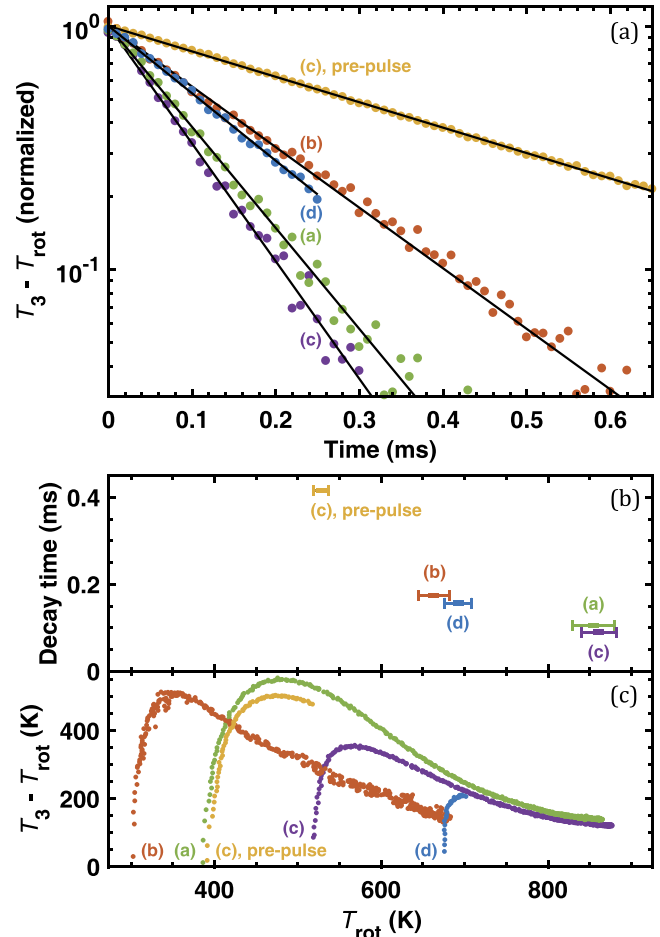 10⁰
(a)
(c), pre-pulse
(b)
(d)
(a)
(c)
10⁻¹
T₃ - T_rot (normalized)
0 0.1 0.2 0.3 0.4 0.5 0.6
Time (ms)
(b)
0.4
0.2
0
Decay time (ms)
(c), pre-pulse
(b)
(d)
(a)
(c)
(c)
400
200
0
T₃ - T_rot (K)
(b) (a) (c), pre-pulse (c) (d)
400 600 800
T_rot (K)